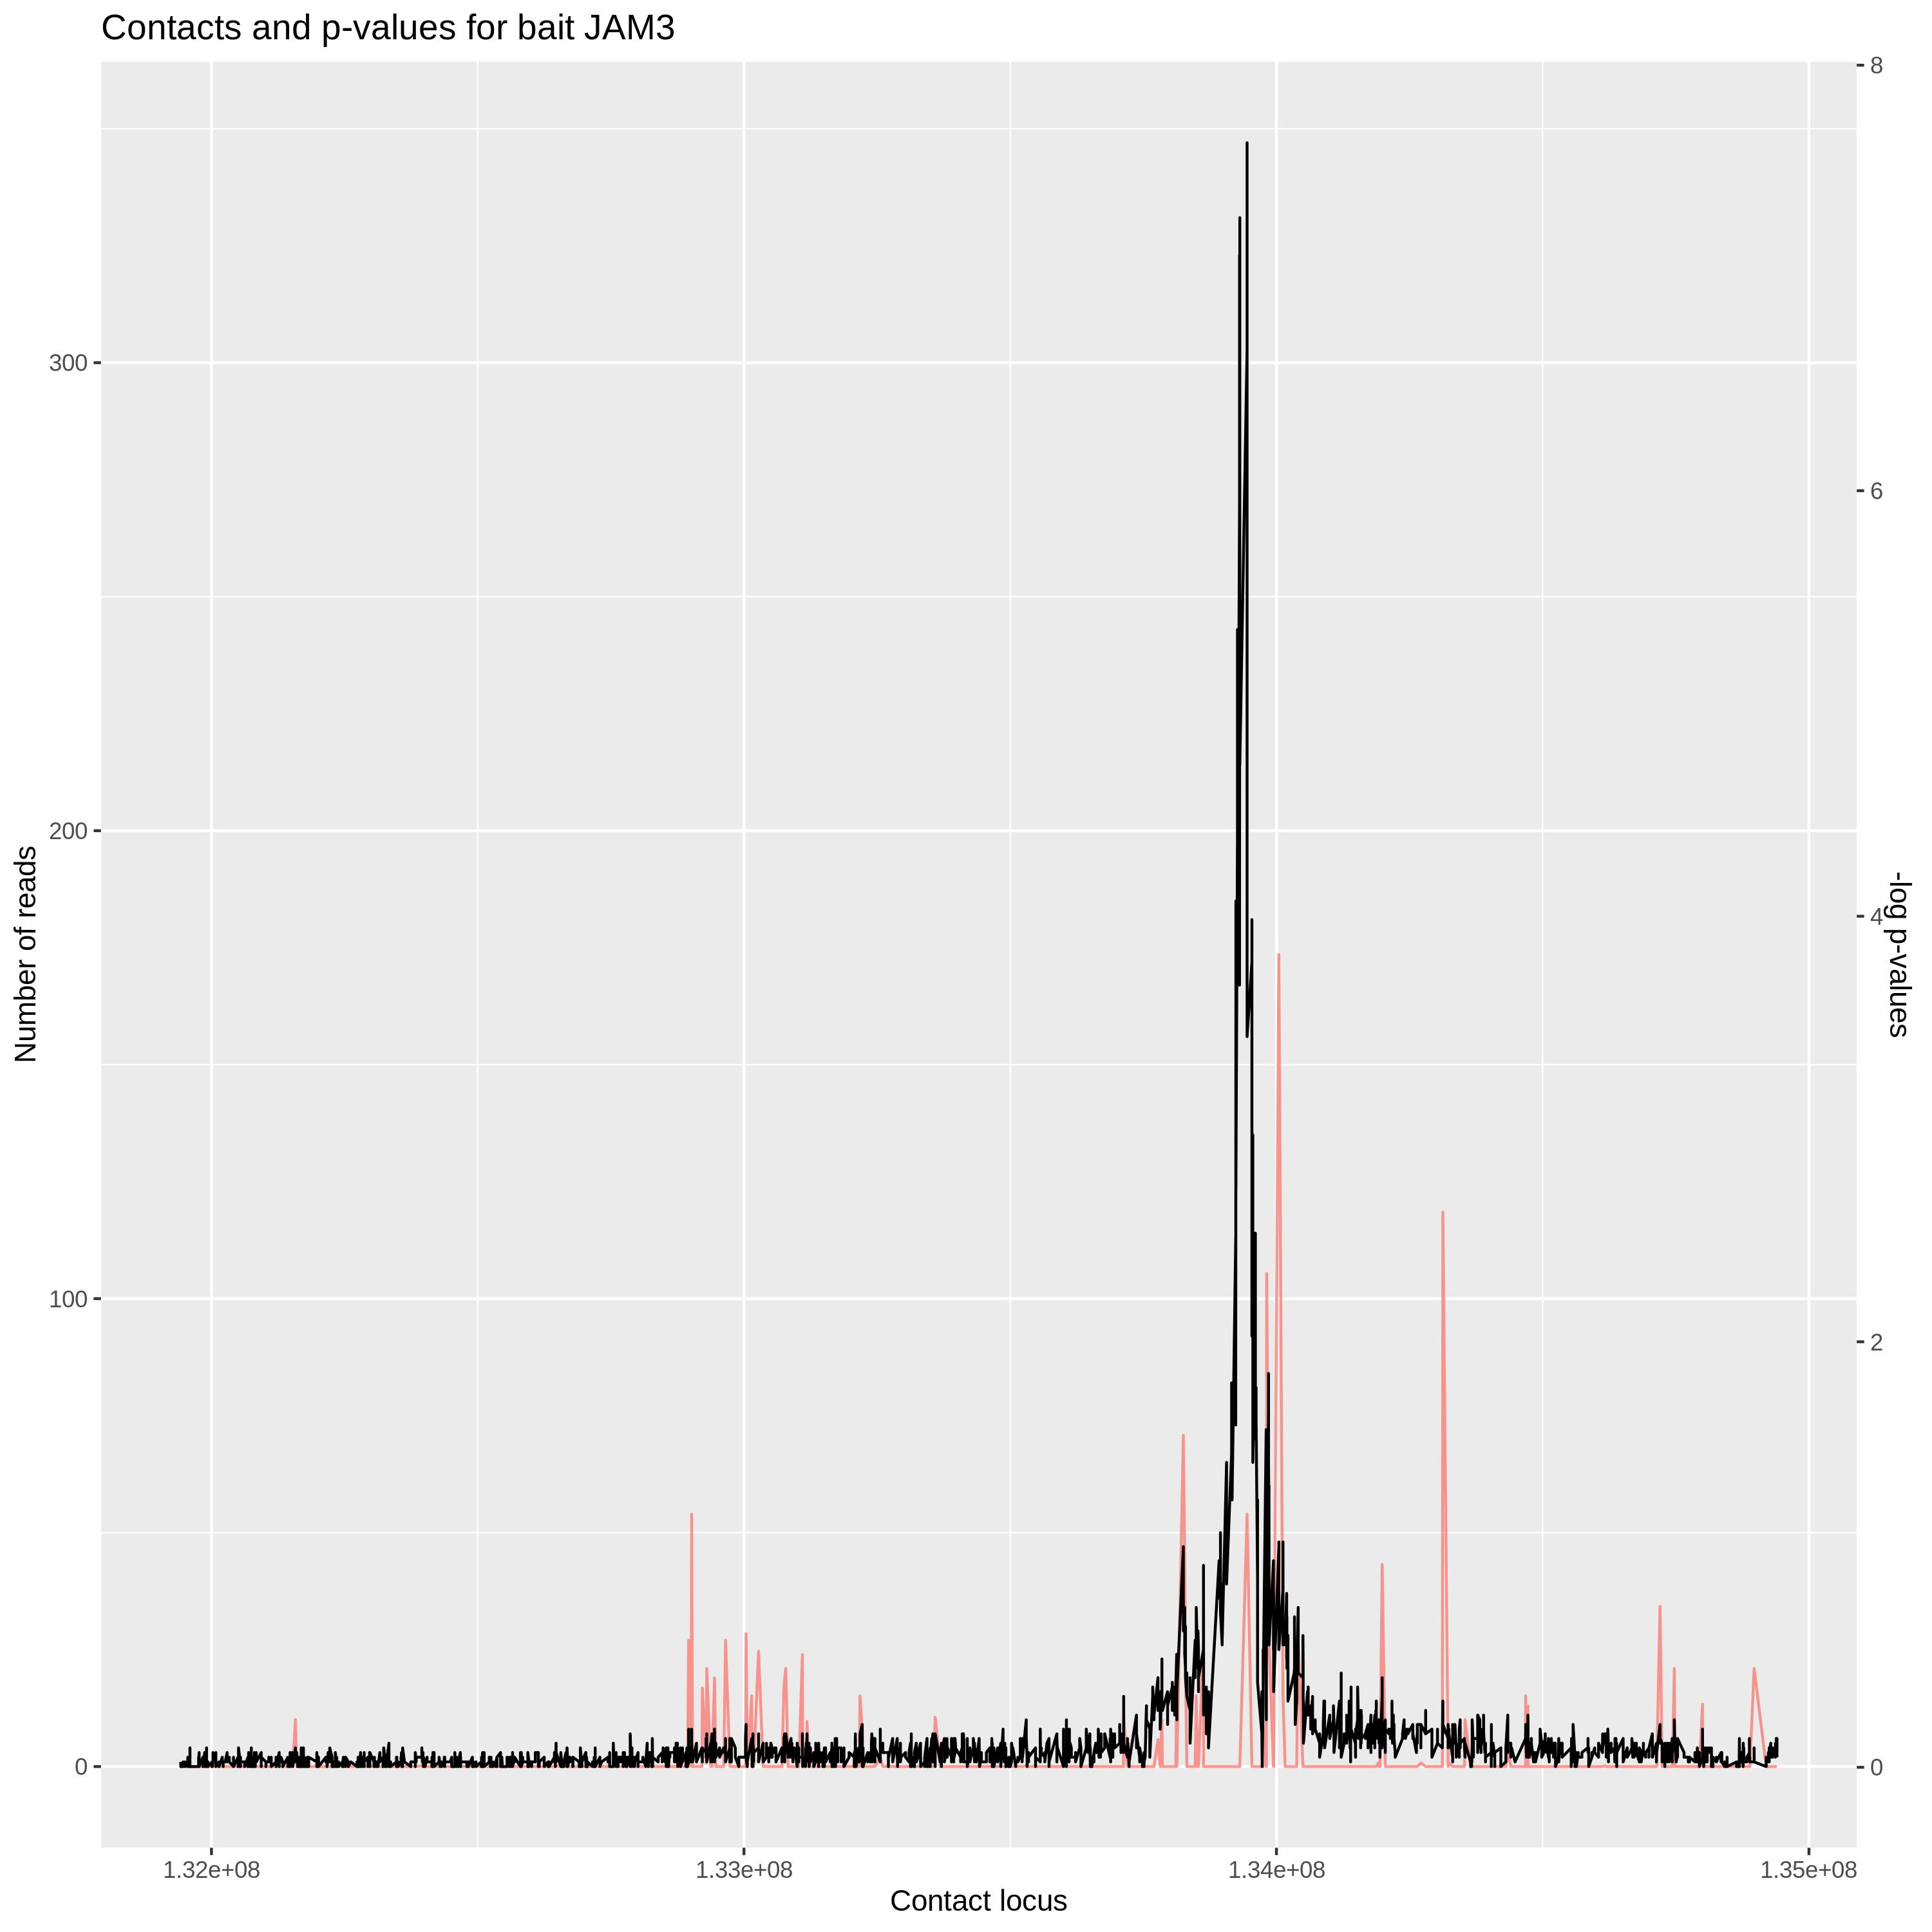 Contacts and p-values for bait JAM3
8
6
4
2
0
300
200
100
0
Number of reads
-log p-values
1.32e+08 1.33e+08 1.34e+08 1.35e+08
Contact locus